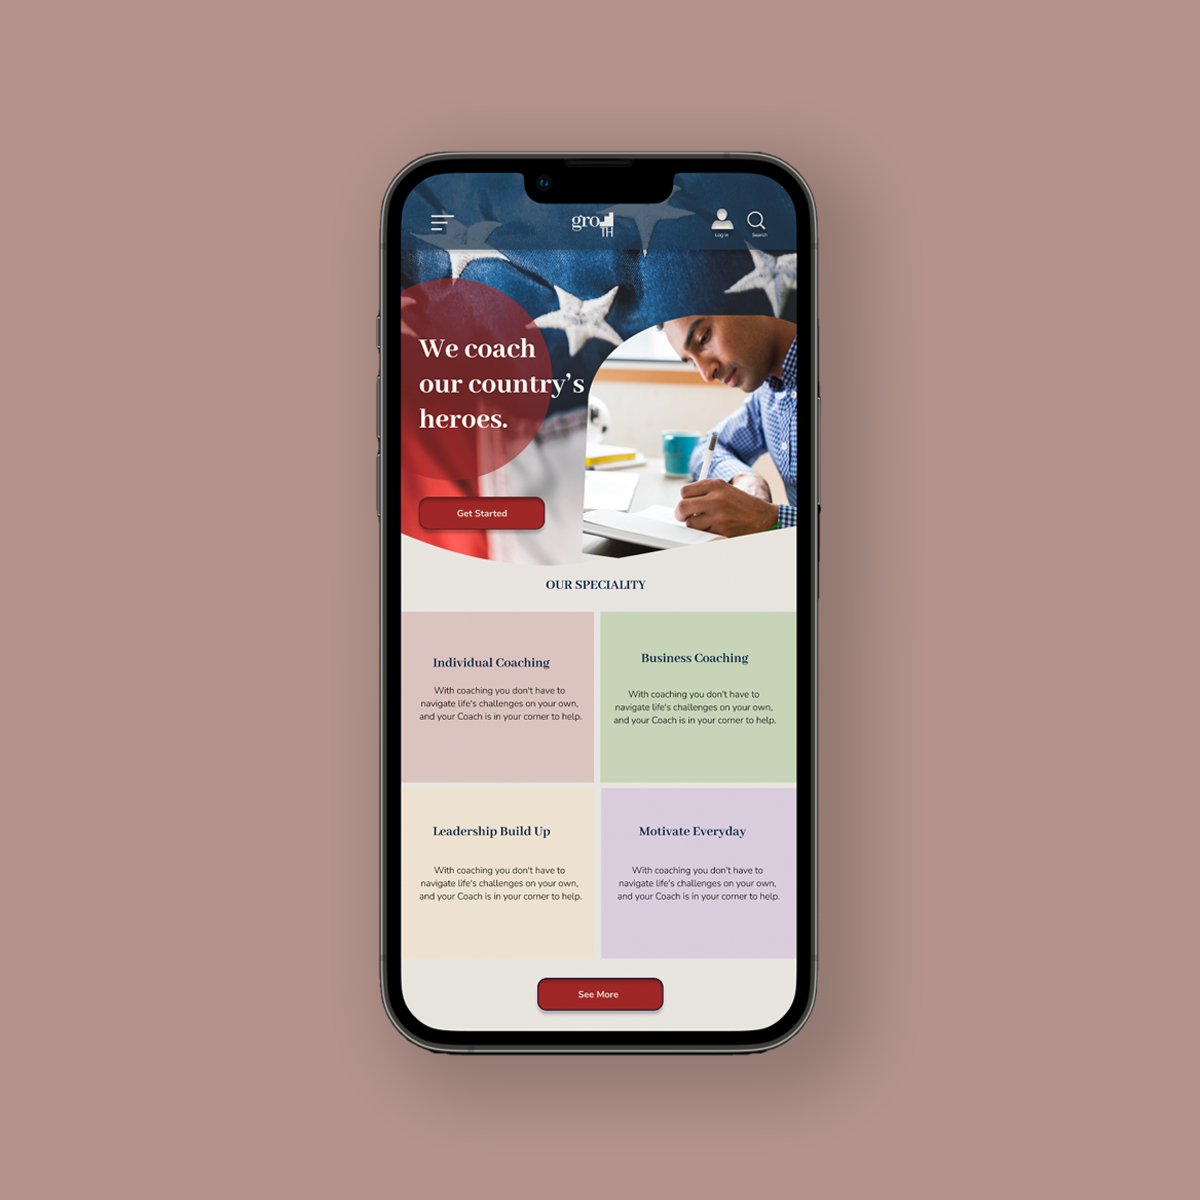 gro
TH
Log in
Search
We coach
our country's
heroes.
Get Started
OUR SPECIALITY
Individual Coaching
With coaching you don't have to
navigate life's challenges on your own,
and your Coach is in your corner to help.
Business Coaching
With coaching you don't have to
navigate life's challenges on your own,
and your Coach is in your corner to help.
Leadership Build Up
With coaching you don't have to
navigate life's challenges on your own,
and your Coach is in your corner to help.
Motivate Everyday
With coaching you don't have to
navigate life's challenges on your own,
and your Coach is in your corner to help.
See More